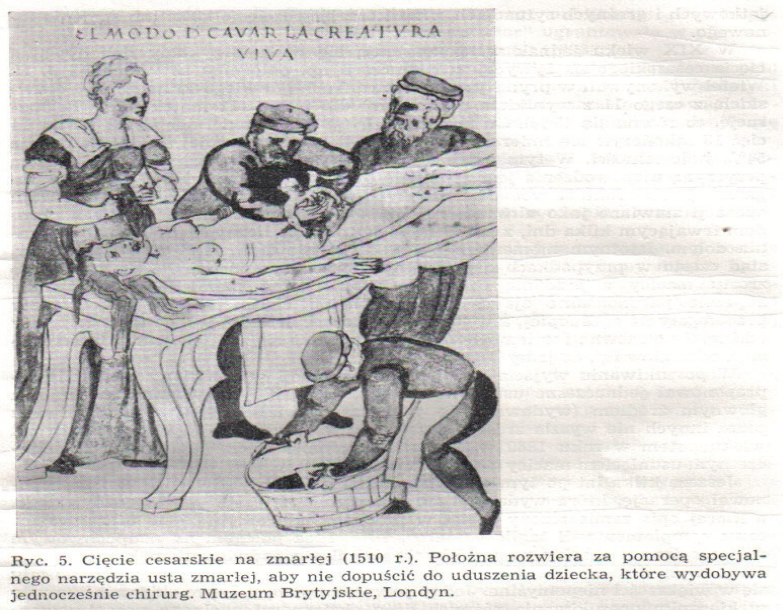 EL MODO D CAVAR LA CREATVRA
VIVA
Ryc. 5. Cięcie cesarskie na zmarłej (1510 r.). Położna rozwiera za pomocą specjal-
nego narzędzia usta zmarłej, aby nie dopuścić do uduszenia dziecka, które wydobywa
jednocześnie chirurg. Muzeum Brytyjskie, Londyn.